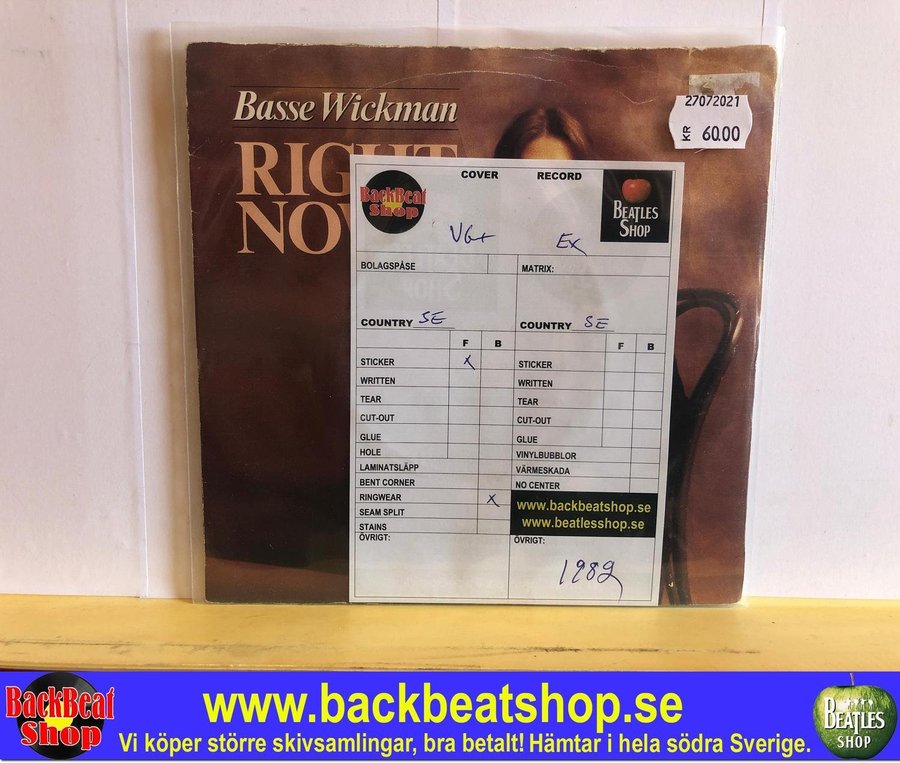 Basse Wickman
RIGHT
NOW
27072021
KR 60.00
COVER RECORD
BackBeat
Shop
BEATLES
SHOP
VG+ Ex
BOLAGSPÅSE MATRIX:
COUNTRY SE COUNTRY SE
F B F B
STICKER X STICKER
WRITTEN WRITTEN
TEAR TEAR
CUT-OUT CUT-OUT
GLUE GLUE
HOLE VINYLBUBBLOR
LAMINATSLÄPP VÄRMESKADA
BENT CORNER NO CENTER
RINGWEAR X
SEAM SPLIT
STAINS
www.backbeatshop.se
www.beatlesshop.se
ÖVRIGT: ÖVRIGT:
1989
BackBeat
Shop
www.backbeatshop.se
Vi köper större skivsamlingar, bra betalt! Hämtar i hela södra Sverige.
BEATLES
SHOP